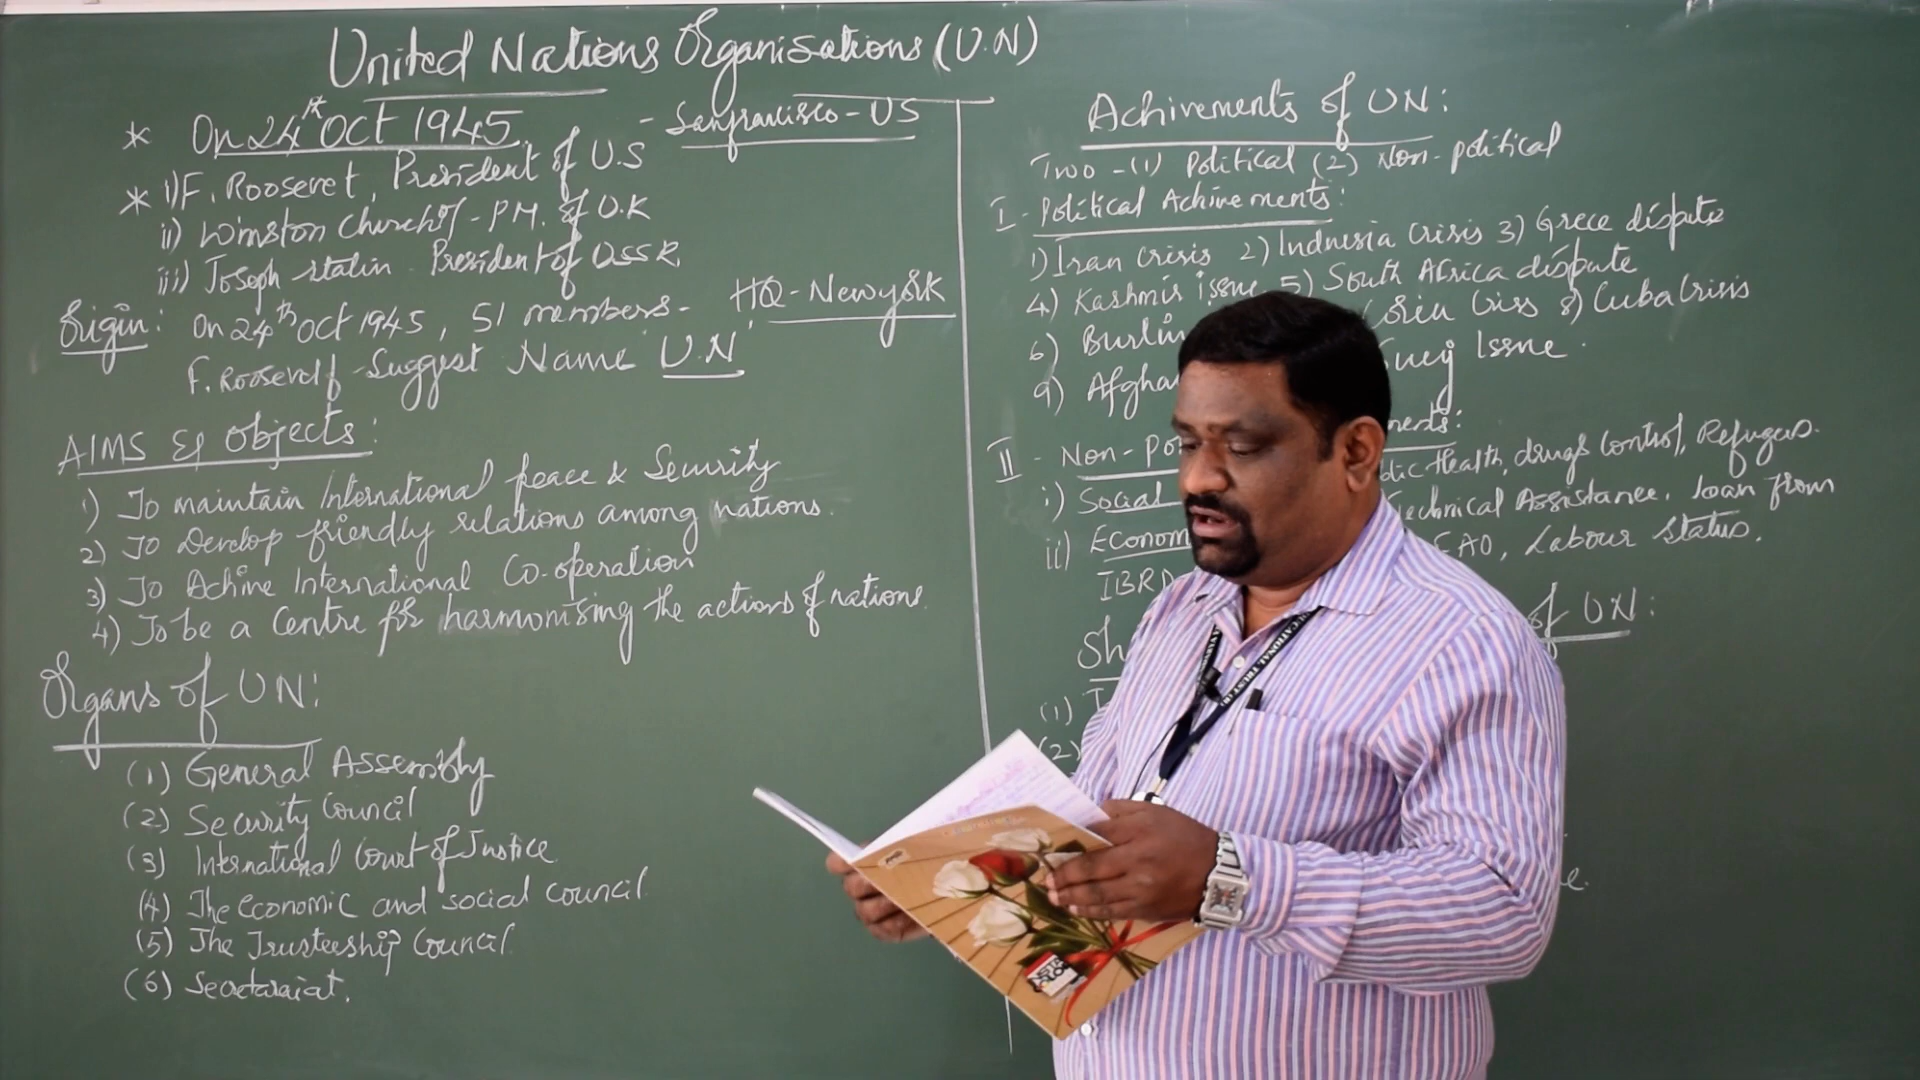 United Nations Organisations (U.N)
* On 24th Oct 1945. - Sanfrancisco - US
* i) F. Roosevet, President of U.S
ii) Winston Churchil - P.M. of U.K
iii) Joseph Stalin. President of USSR
Origin: On 24th Oct 1945, 51 members - HQ - Newyork
F. Roosevelt - Suggest Name U.N
AIMS & Objects:
1) To maintain International peace & Security
2) To Develop friendly relations among nations.
3) To Achive International Co-operation
4) To be a Centre for harmonising the actions of nations.
Organs of UN:
(1) General Assembly
(2) Security Council
(3) International Court of Justice
(4) The economic and social council
(5) The Trusteeship Council
(6) Secretariat.
Achivements of UN:
Two - (1) Political (2) Non-political
I - Political Achivements:
1) Iran Crisis 2) Indnesia Crisis 3) Grece dispute
4) Kashmir issue 5) South Africa dispute
6) 8) Cuba Crisis
9) Issue.
II - Non-
i) Social Health, drugs Control, Refugees.
ii) Technical Assistance. loan from
IBRD Labour Status.
of UN:
(1)
(2)